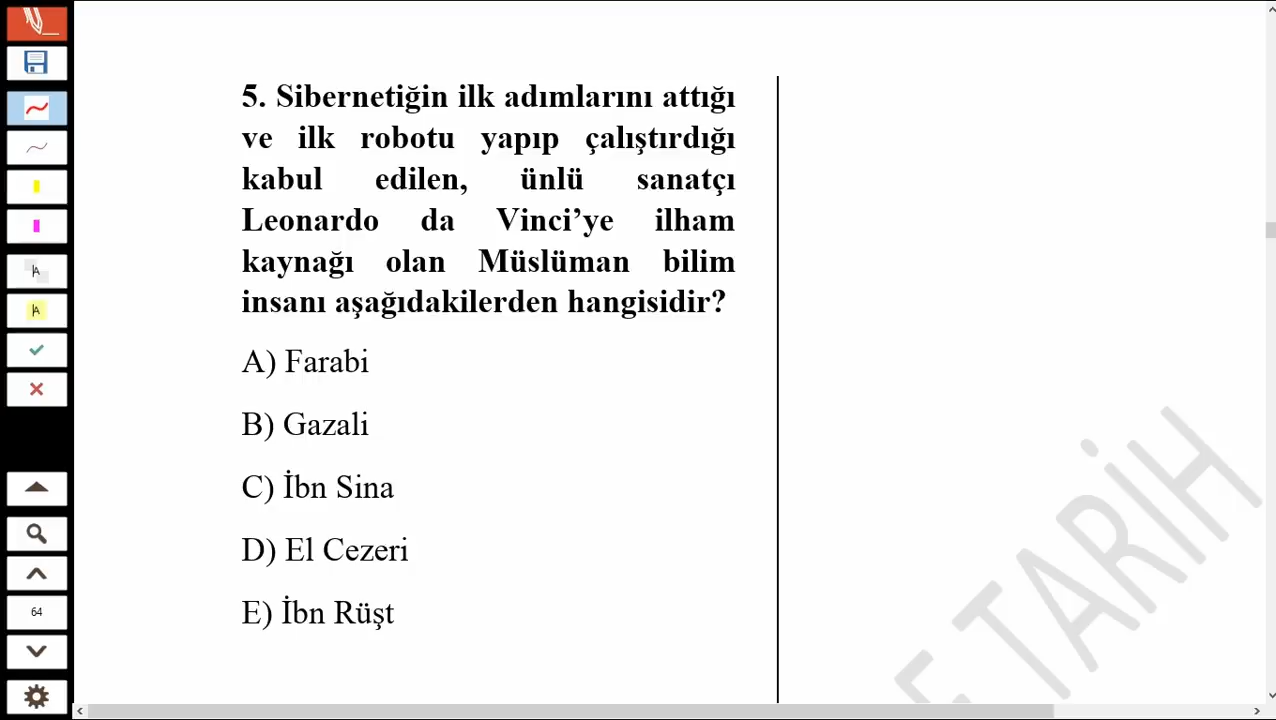 5. Sibernetiğin ilk adımlarını attığı
ve ilk robotu yapıp çalıştırdığı
kabul edilen, ünlü sanatçı
Leonardo da Vinci’ye ilham
kaynağı olan Müslüman bilim
insanı aşağıdakilerden hangisidir?
A) Farabi
B) Gazali
C) İbn Sina
D) El Cezeri
E) İbn Rüşt
64
E TARİH